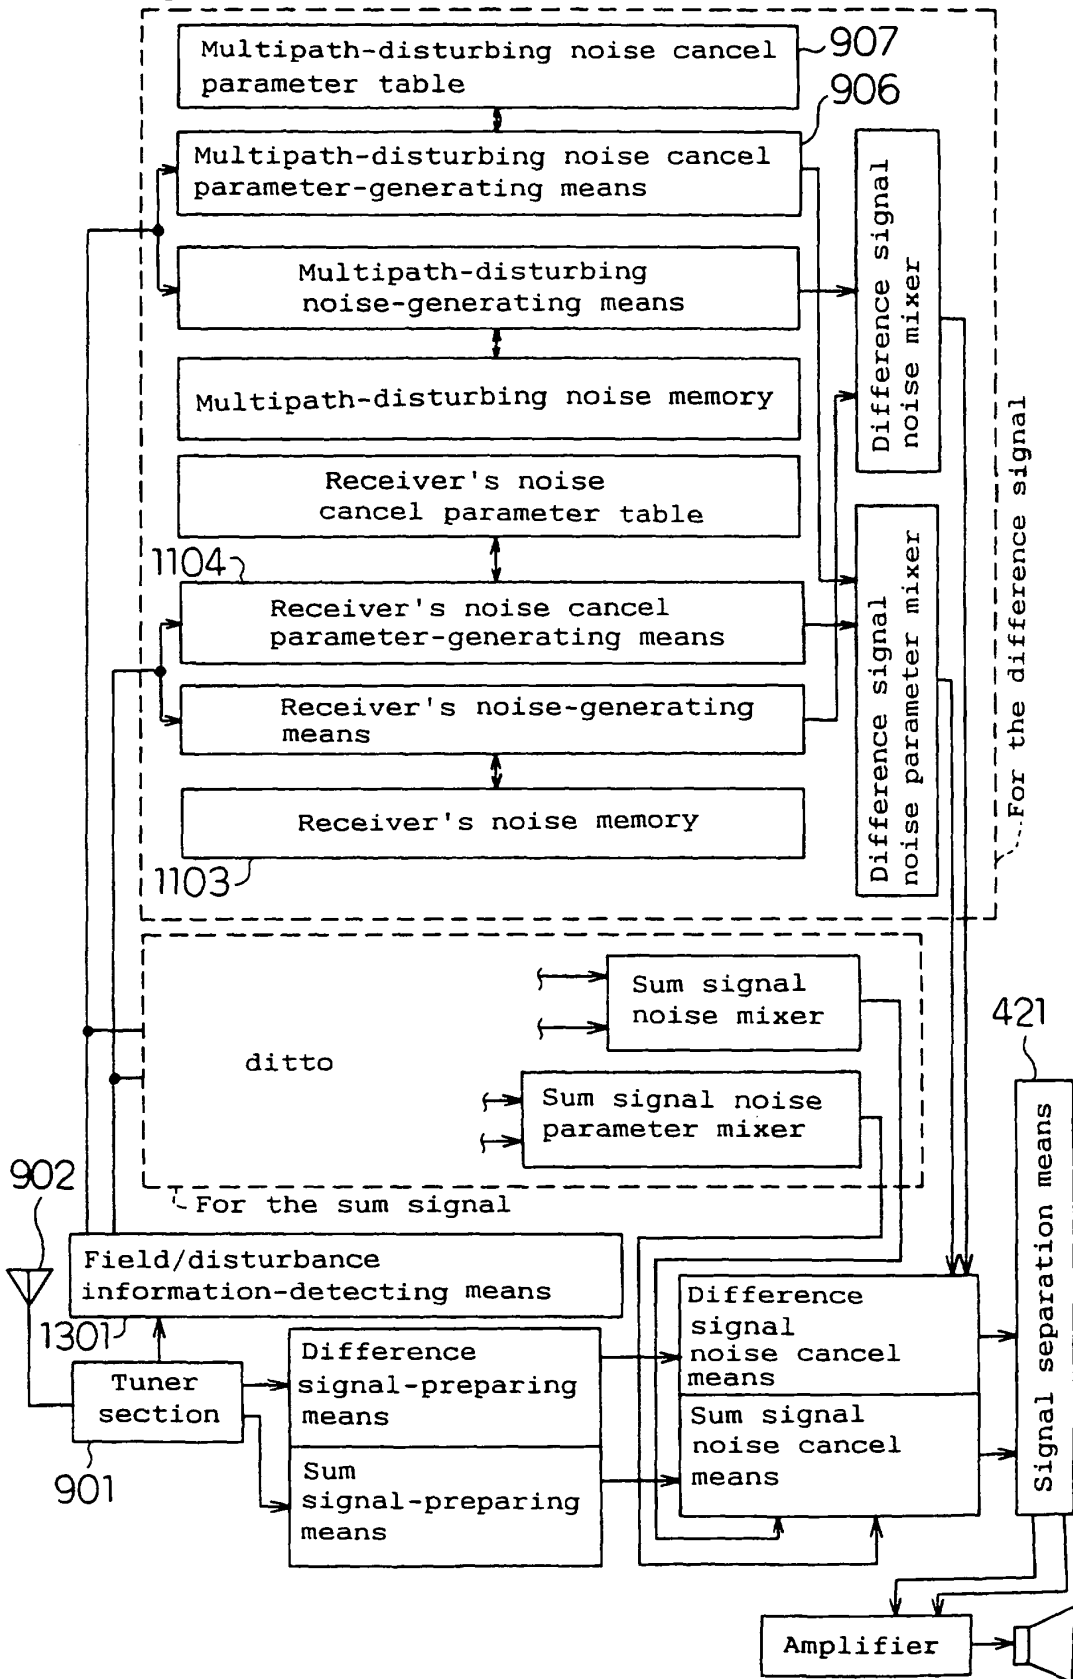 Multipath-disturbing noise cancel
parameter table
907
906
Multipath-disturbing noise cancel
parameter-generating means
Multipath-disturbing
noise-generating means
Multipath-disturbing noise memory
Receiver's noise
cancel parameter table
1104
Receiver's noise cancel
parameter-generating means
Receiver's noise-generating
means
Receiver's noise memory
1103
Difference signal
noise mixer
Difference signal
noise parameter mixer
For the difference signal
Sum signal
noise mixer
ditto
Sum signal noise
parameter mixer
For the sum signal
421
Signal separation means
902
Field/disturbance
information-detecting means
1301
Tuner
section
901
Difference
signal-preparing
means
Sum
signal-preparing
means
Difference
signal
noise cancel
means
Sum signal
noise cancel
means
Amplifier